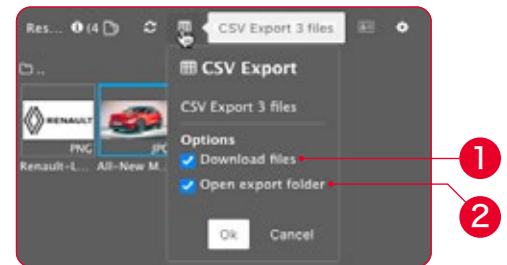 Res... 0 (4
CSV Export 3 files
..
CSV Export
CSV Export 3 files
RENAULT
PNG
JPG
Renault-L... All-New M...
Options
Download files
1
Open export folder
2
Ok Cancel